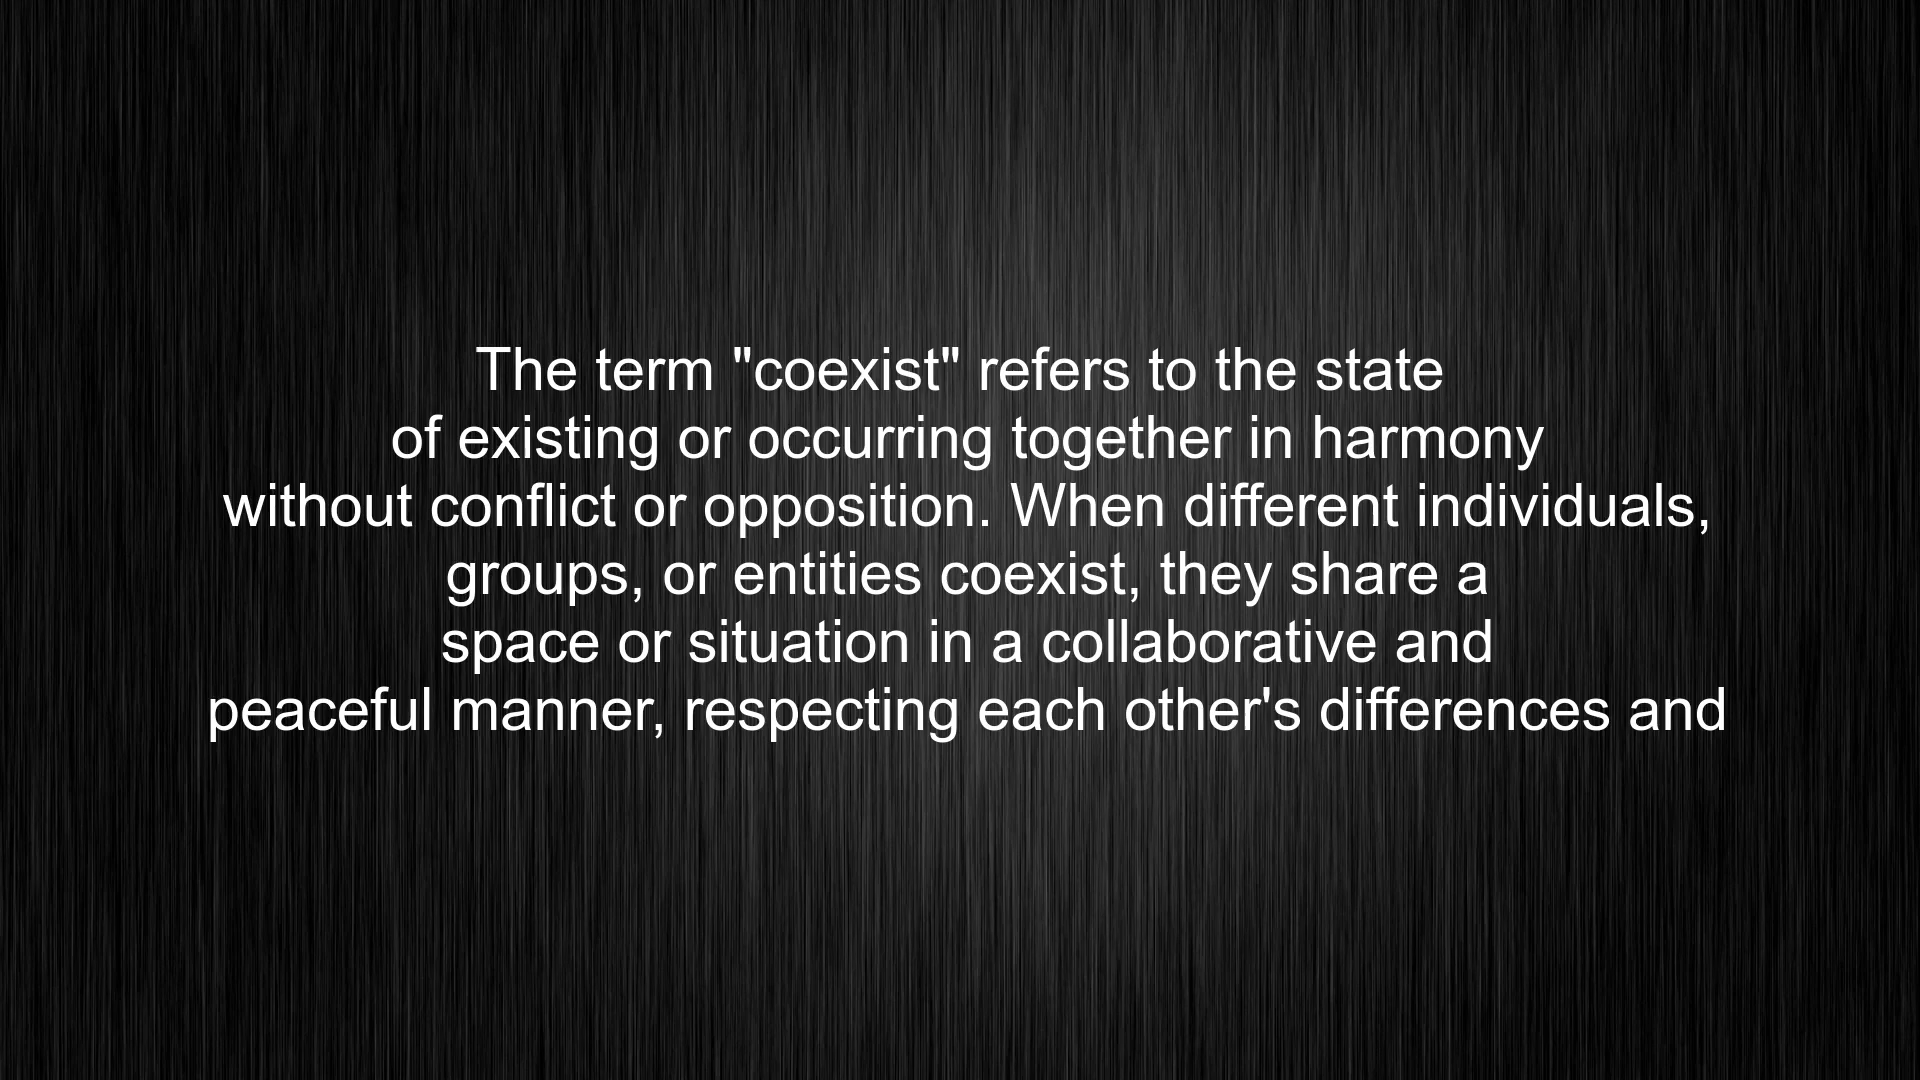 The term "coexist" refers to the state
of existing or occurring together in harmony
without conflict or opposition. When different individuals,
groups, or entities coexist, they share a
space or situation in a collaborative and
peaceful manner, respecting each other's differences and